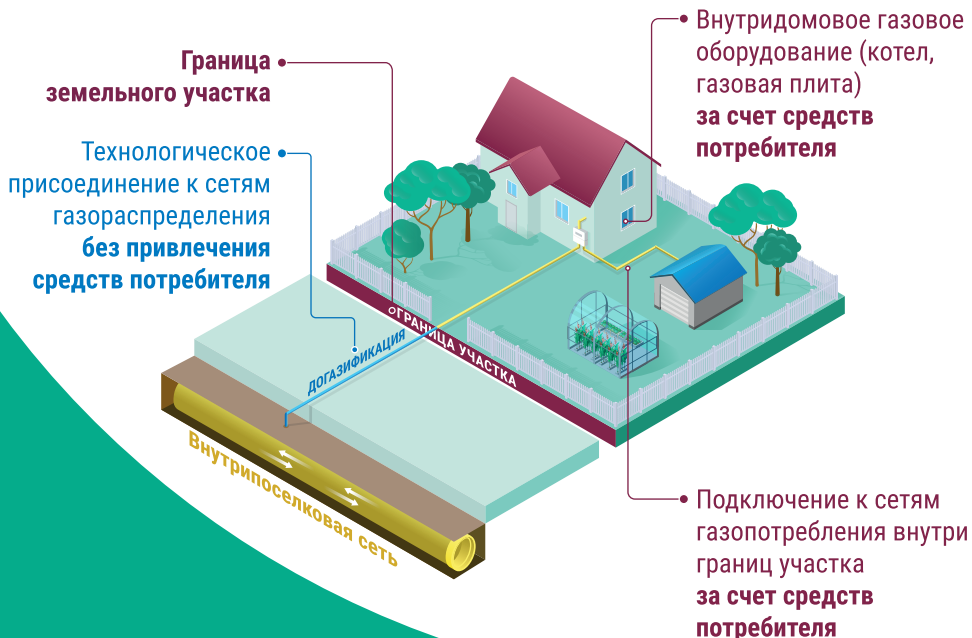 Граница
земельного участка
Технологическое
присоединение к сетям
газораспределения
без привлечения
средств потребителя
Внутридомовое газовое
оборудование (котел,
газовая плита)
за счет средств
потребителя
ГРАНИЦА УЧАСТКА
ДОГАЗИФИКАЦИЯ
Внутрипоселковая сеть
Подключение к сетям
газопотребления внутри
границ участка
за счет средств
потребителя